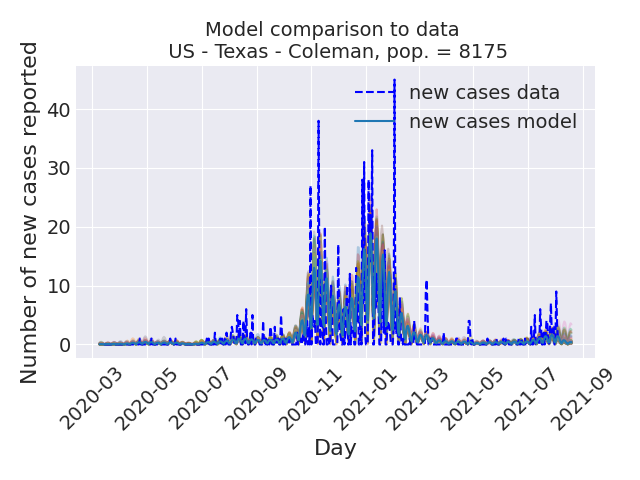 Model comparison to data
US - Texas - Coleman, pop. = 8175
Number of new cases reported
40
30
20
10
0
new cases data
new cases model
2020-03
2020-05
2020-07
2020-09
2020-11
2021-01
2021-03
2021-05
2021-07
2021-09
Day